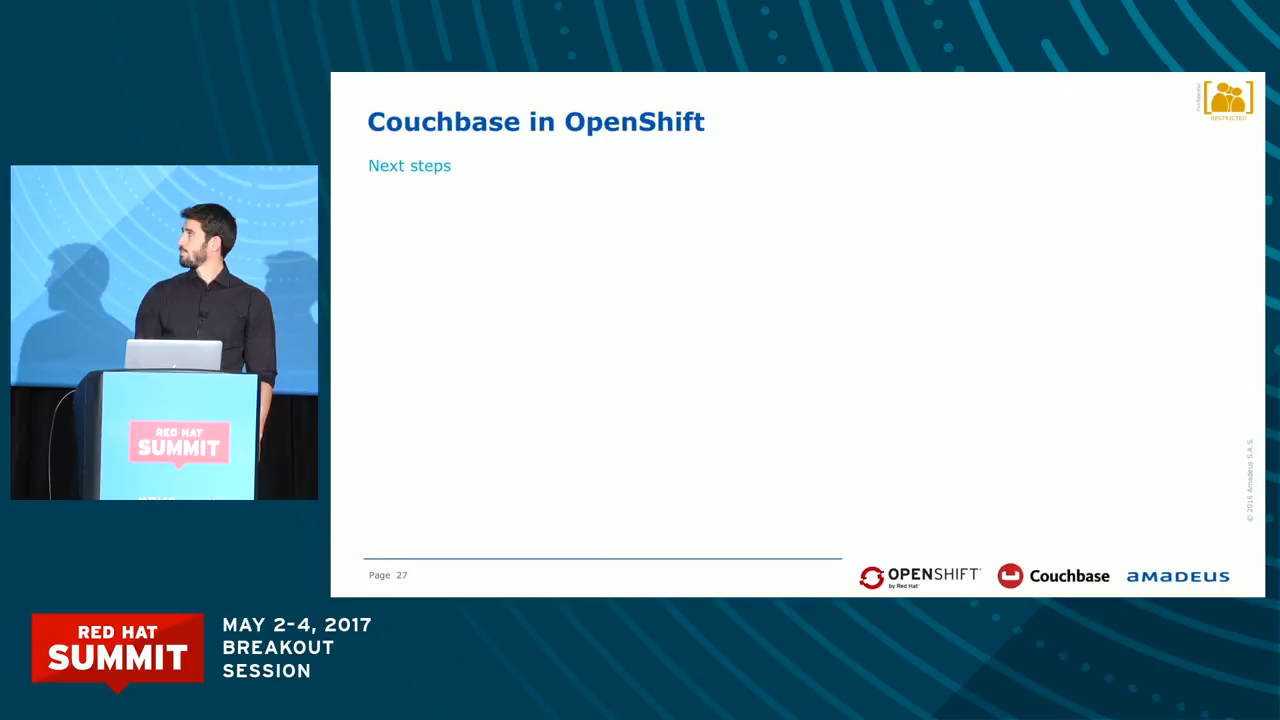 Couchbase in OpenShift
Next steps
Confidential
RESTRICTED
© 2016 Amadeus S.A.S.
Page 27
OPENSHIFT
by Red Hat
Couchbase
amadeus
RED HAT
SUMMIT
RED HAT
SUMMIT
MAY 2-4, 2017
BREAKOUT
SESSION